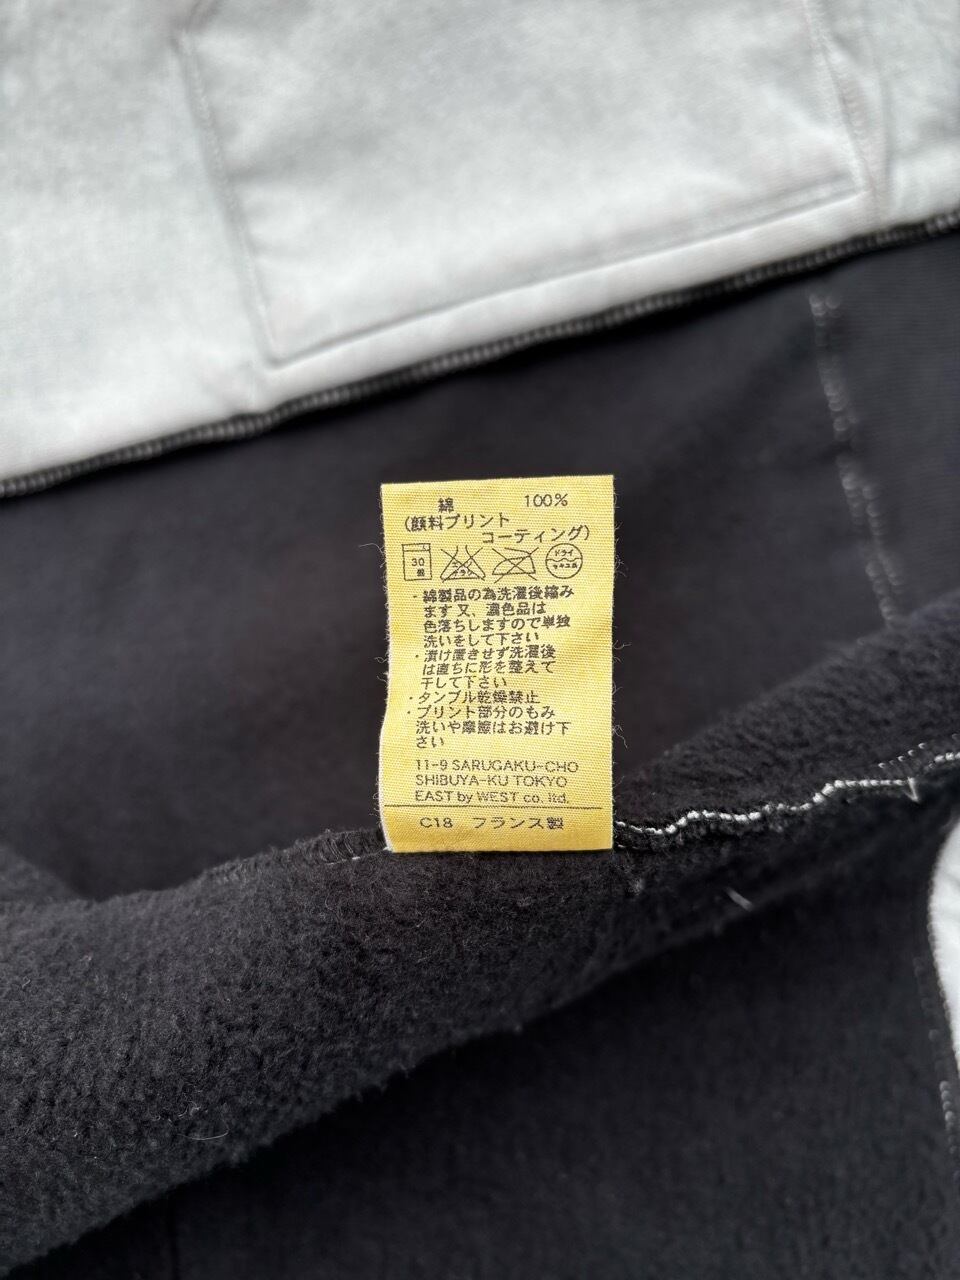 綿 100%
(顔料プリント
コーティング)
30
ドライ
・綿製品の為洗濯後縮み
ます又、濃色品は
色落ちしますので単独
洗いをして下さい
・漬け置きせず洗濯後
は直ちに形を整えて
干して下さい
・タンブル乾燥禁止
・プリント部分のもみ
洗いや摩擦はお避け下
さい
11-9 SARUGAKU-CHO
SHIBUYA-KU TOKYO
EAST by WEST co. ltd.
C18 フランス製